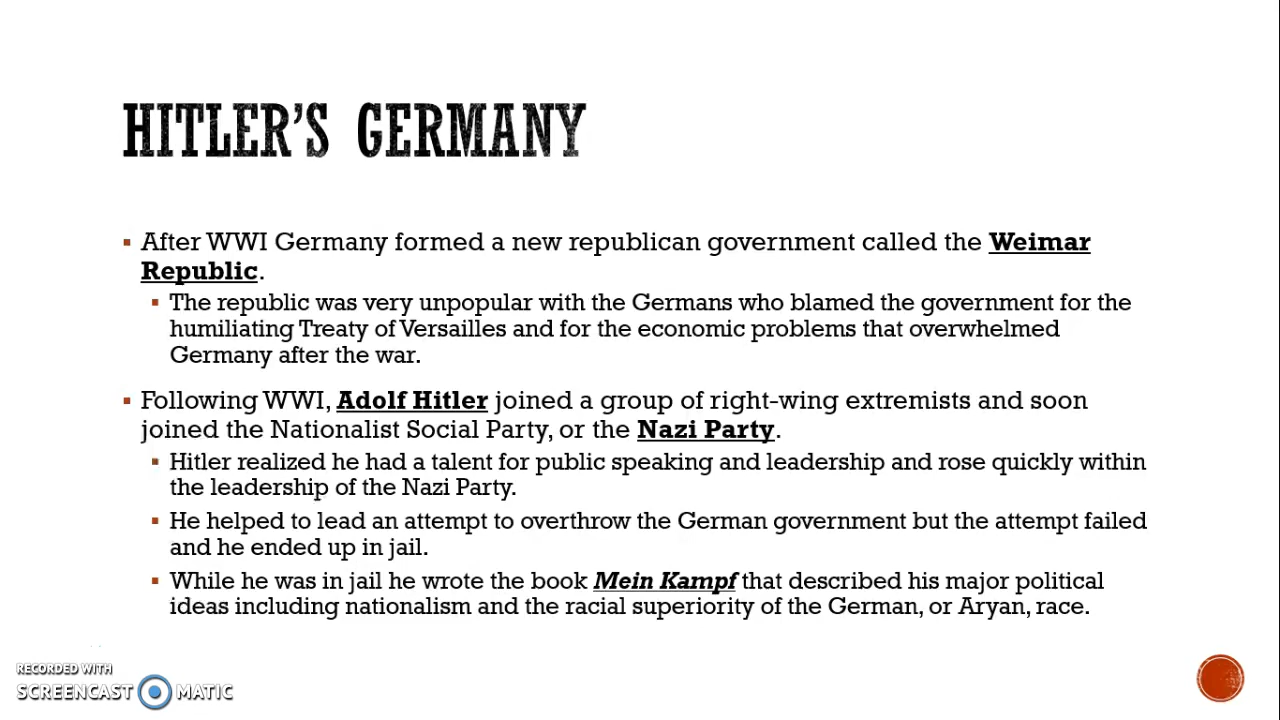 HITLER'S GERMANY
▪ After WWI Germany formed a new republican government called the Weimar
Republic.
▪ The republic was very unpopular with the Germans who blamed the government for the
humiliating Treaty of Versailles and for the economic problems that overwhelmed
Germany after the war.
▪ Following WWI, Adolf Hitler joined a group of right-wing extremists and soon
joined the Nationalist Social Party, or the Nazi Party.
▪ Hitler realized he had a talent for public speaking and leadership and rose quickly within
the leadership of the Nazi Party.
▪ He helped to lead an attempt to overthrow the German government but the attempt failed
and he ended up in jail.
▪ While he was in jail he wrote the book Mein Kampf that described his major political
ideas including nationalism and the racial superiority of the German, or Aryan, race.
RECORDED WITH
SCREENCAST MATIC